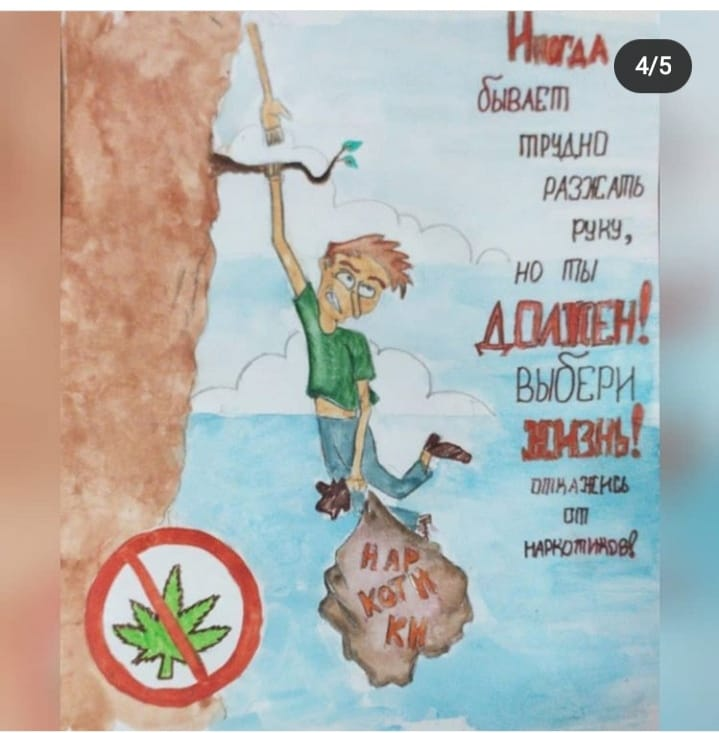 Иногда
бывает
трудно
разжать
руку,
но ты
должен!
выбери
жизнь!
откажись
от
наркотиков!
НАР
КОТИ
КИ
4/5